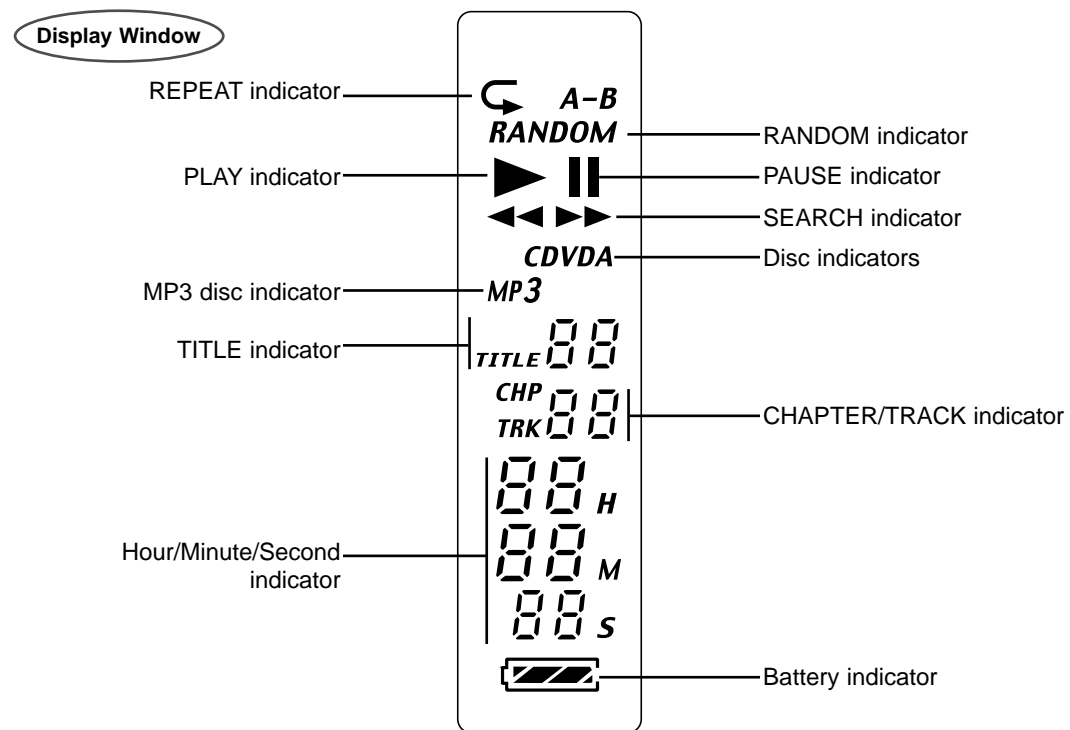 Display Window
REPEAT indicator
A-B
RANDOM
RANDOM indicator
PLAY indicator
PAUSE indicator
SEARCH indicator
CDVDA
Disc indicators
MP3 disc indicator
MP3
TITLE indicator
TITLE 88
CHP
TRK 88
CHAPTER/TRACK indicator
88 H
Hour/Minute/Second
indicator
88 M
88 S
Battery indicator